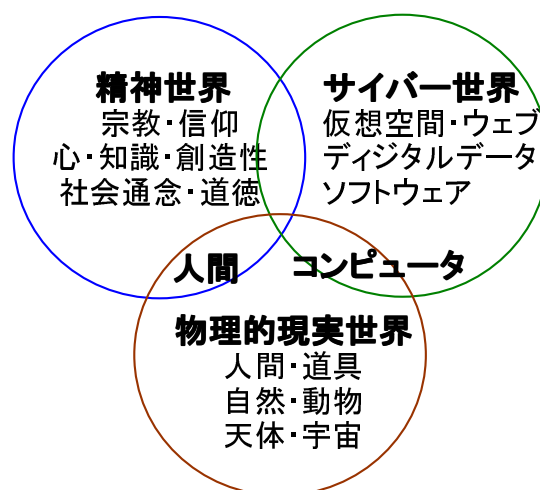 精神世界
宗教・信仰
心・知識・創造性
社会通念・道徳
サイバー世界
仮想空間・ウェブ
ディジタルデータ
ソフトウェア
人間
コンピュータ
物理的現実世界
人間・道具
自然・動物
天体・宇宙